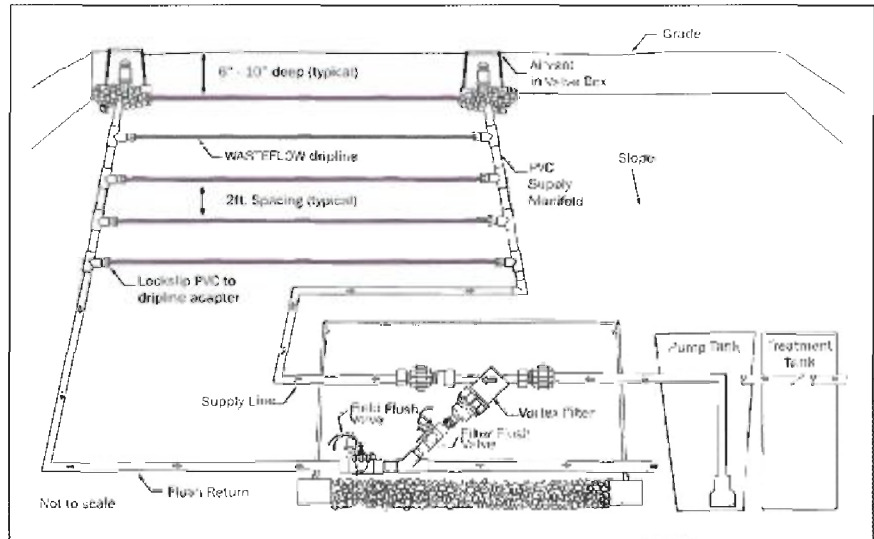 Grade
6" - 10" deep (typical)
Airvent
in Valve Box
WASTEFLOW dripline
PVC
Supply
Manifold
Slope
2ft. Spacing (typical)
Lockslip PVC to
dripline adapter
Pump Tank
Treatment
Tank
Supply Line
Vortex Filter
Field Flush
Valve
Filter Flush
Valve
Flush Return
Not to scale